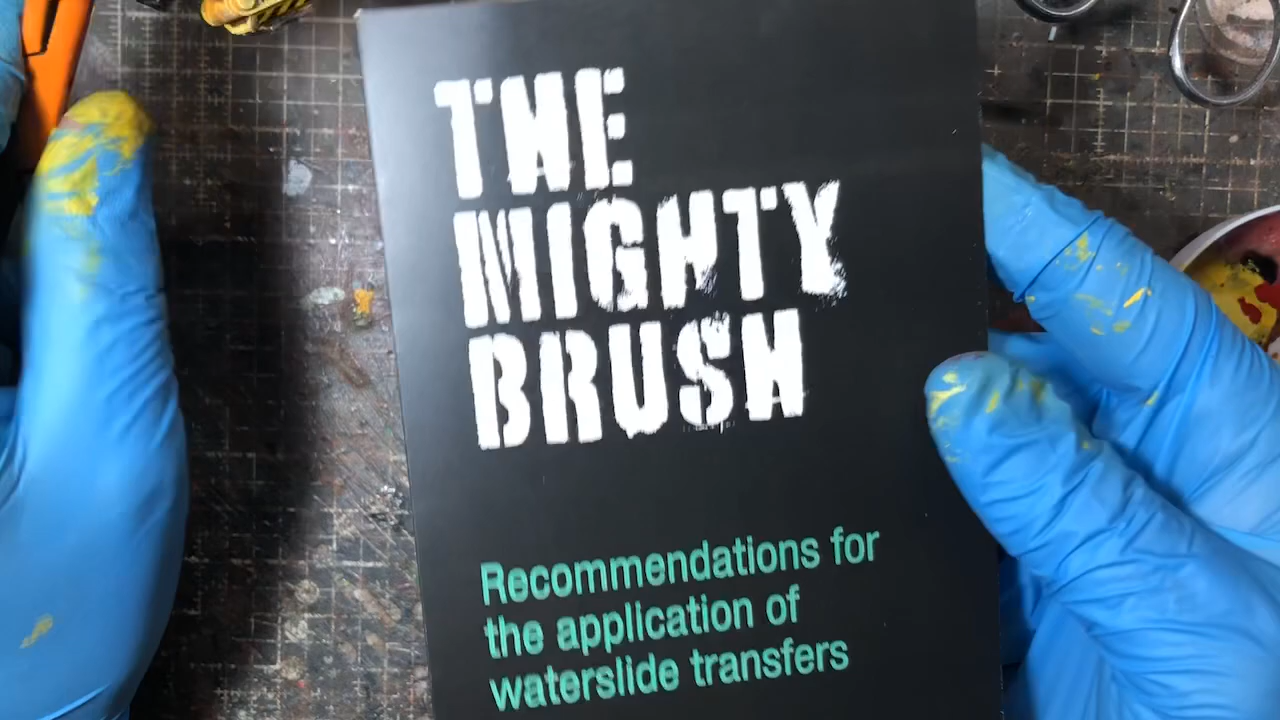 THE
MIGHTY
BRUSH
Recommendations for
the application of
waterslide transfers